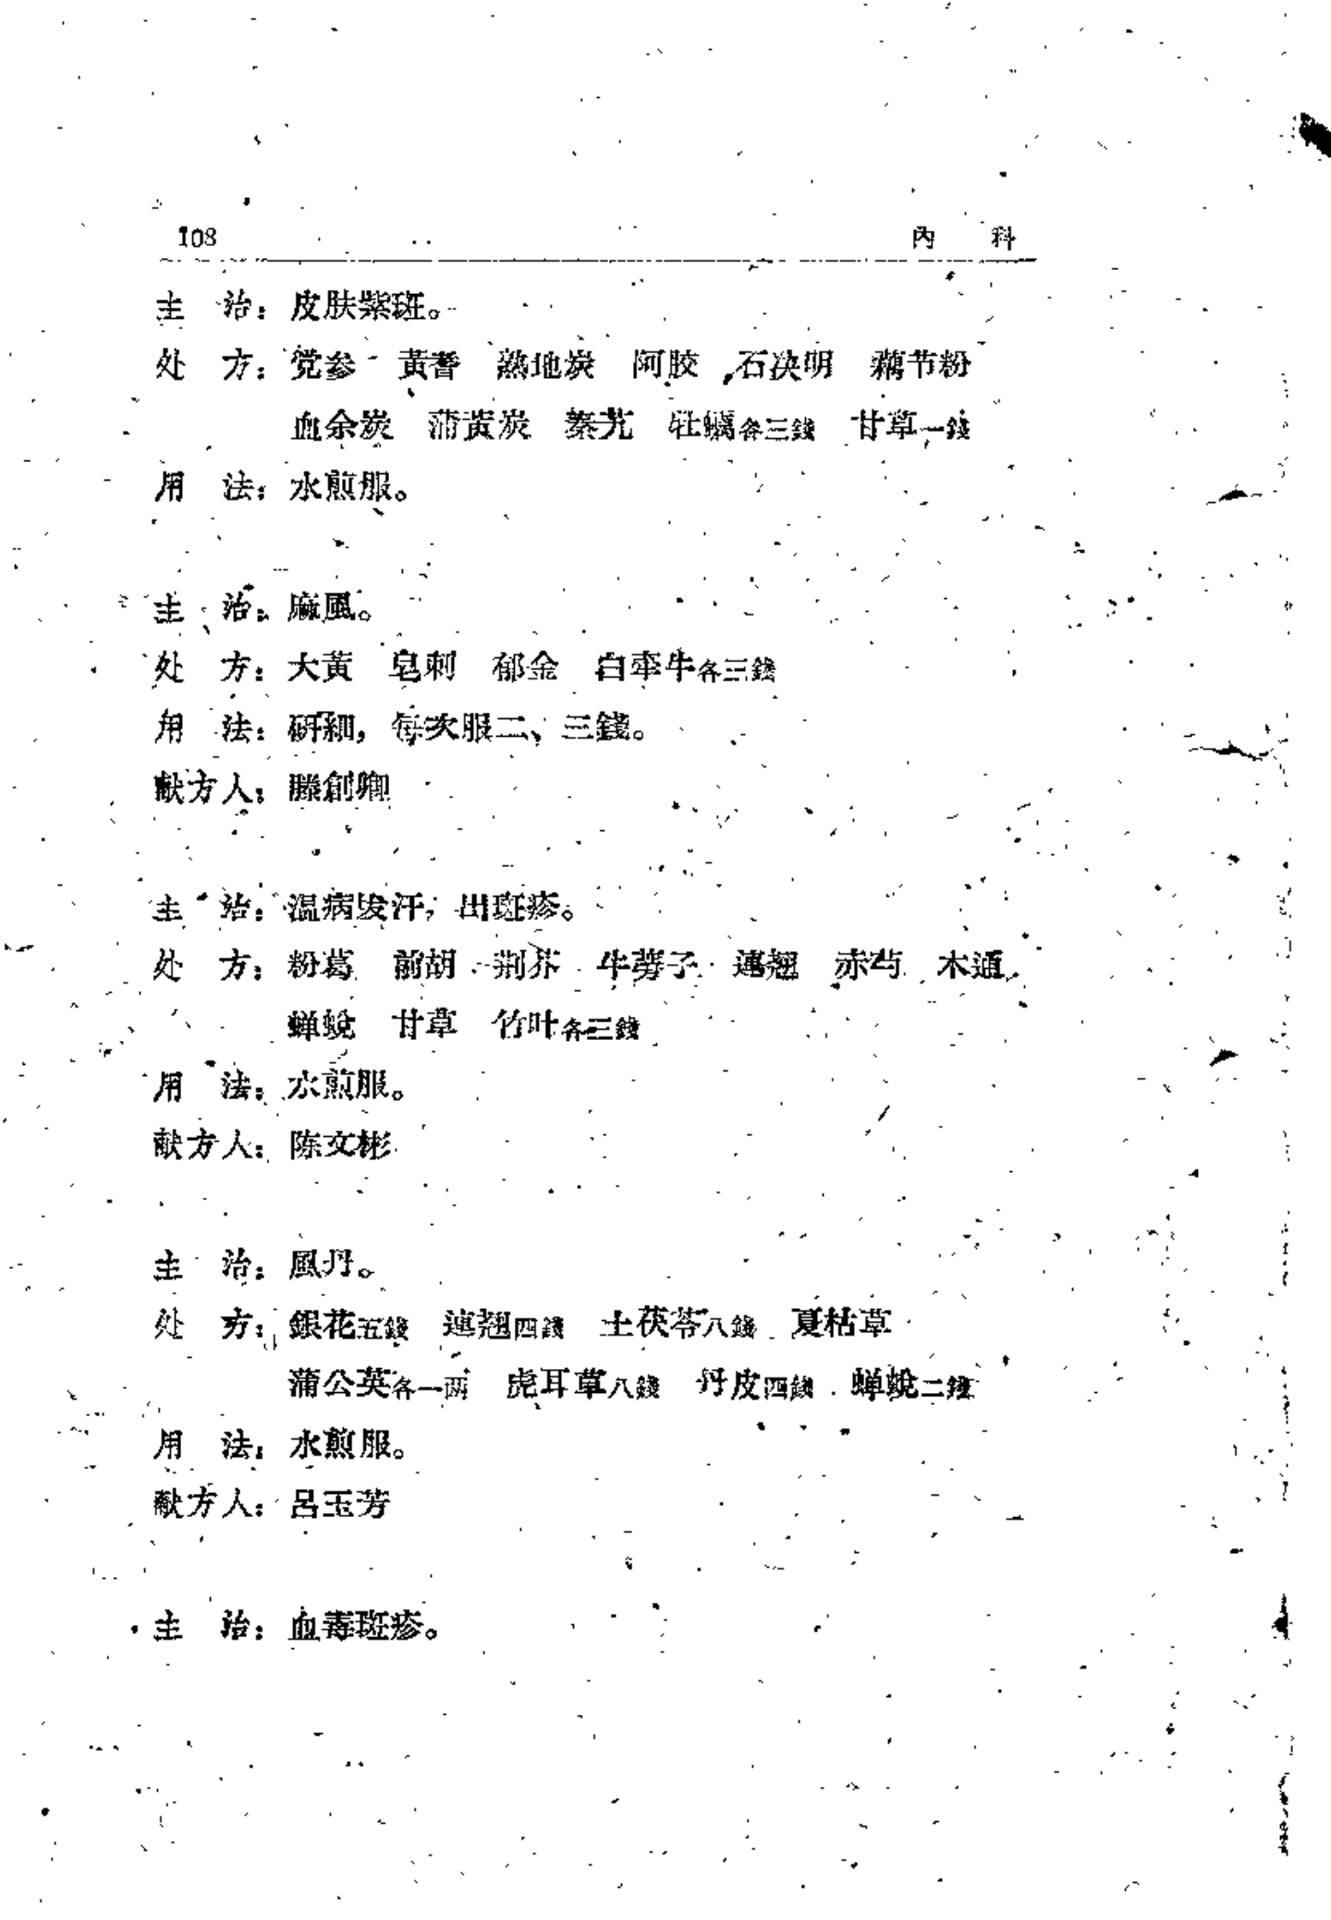 108 內 科
主 治：皮肤紫斑。
处 方：党参 黃蓍 熟地炭 阿胶 石决明 藕节粉
血余炭 蒲黃炭 秦艽 牡蠣各三錢 甘草一錢
用 法：水煎服。
主 治：麻風。
处 方：大黃 皂刺 郁金 白牽牛各三錢
用 法：研細，每次服二、三錢。
献方人：滕創卿
主 治：温病发汗，出斑疹。
处 方：粉葛 前胡 荆芥 牛蒡子 連翘 赤芍 木通
蝉蛻 甘草 竹叶各三錢
用 法：水煎服。
献方人：陈文彬
主 治：風丹。
处 方：銀花五錢 連翘四錢 土茯苓八錢 夏枯草
蒲公英各一两 虎耳草八錢 丹皮四錢 蝉蛻二錢
用 法：水煎服。
献方人：呂玉芳
主 治：血毒斑疹。